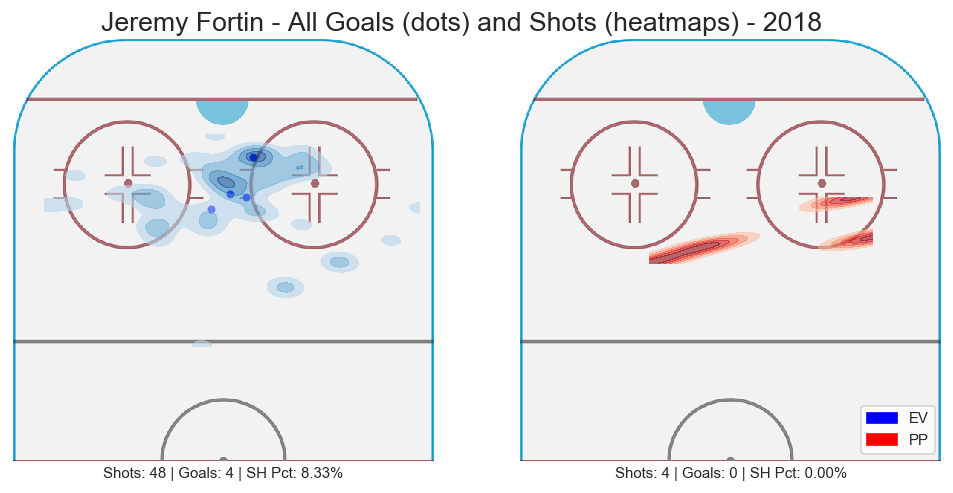 Jeremy Fortin - All Goals (dots) and Shots (heatmaps) - 2018
EV
PP
Shots: 48 | Goals: 4 | SH Pct: 8.33%
Shots: 4 | Goals: 0 | SH Pct: 0.00%